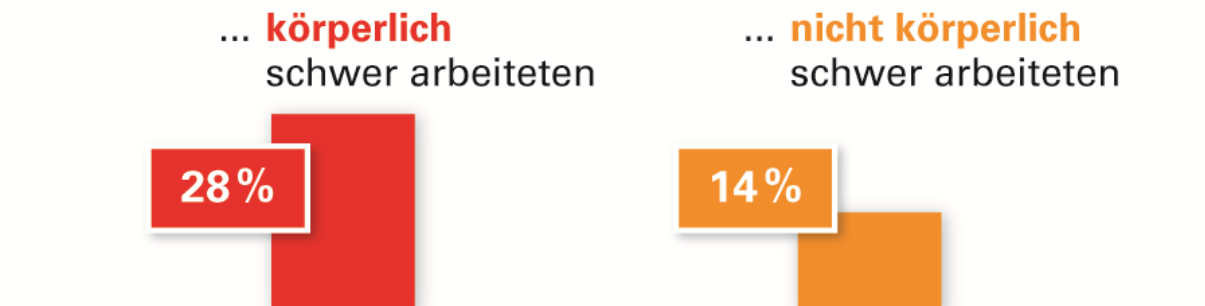 ... körperlich
schwer arbeiteten
... nicht körperlich
schwer arbeiteten
28 %
14 %